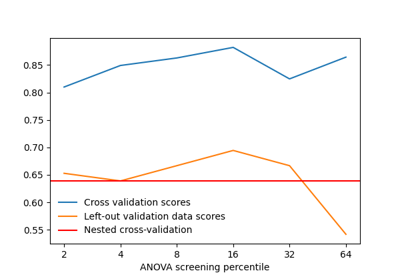 0.85
0.80
0.75
0.70
0.65
0.60
0.55
Cross validation scores
Left-out validation data scores
Nested cross-validation
2 4 8 16 32 64
ANOVA screening percentile